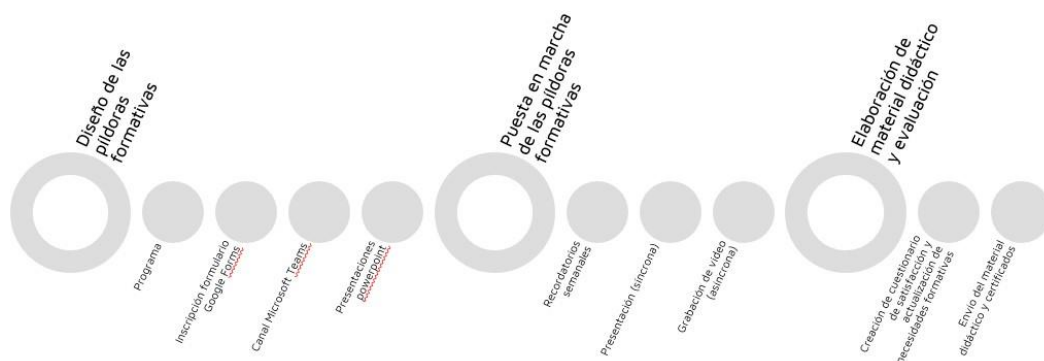 Diseño de las
píldoras
formativas
Programa
Inscripción formulario
Google Forms
Canal Microsoft Teams
Presentaciones
powerpoint
Puesta en marcha
de las píldoras
formativas
Recordatorios
semanales
Presentación (síncrona)
Grabación de vídeo
(asíncrona)
Elaboración de
material didáctico
y evaluación
Creación de cuestionario
de satisfacción y
actualización de
necesidades formativas
Envío del material
didáctico y certificados